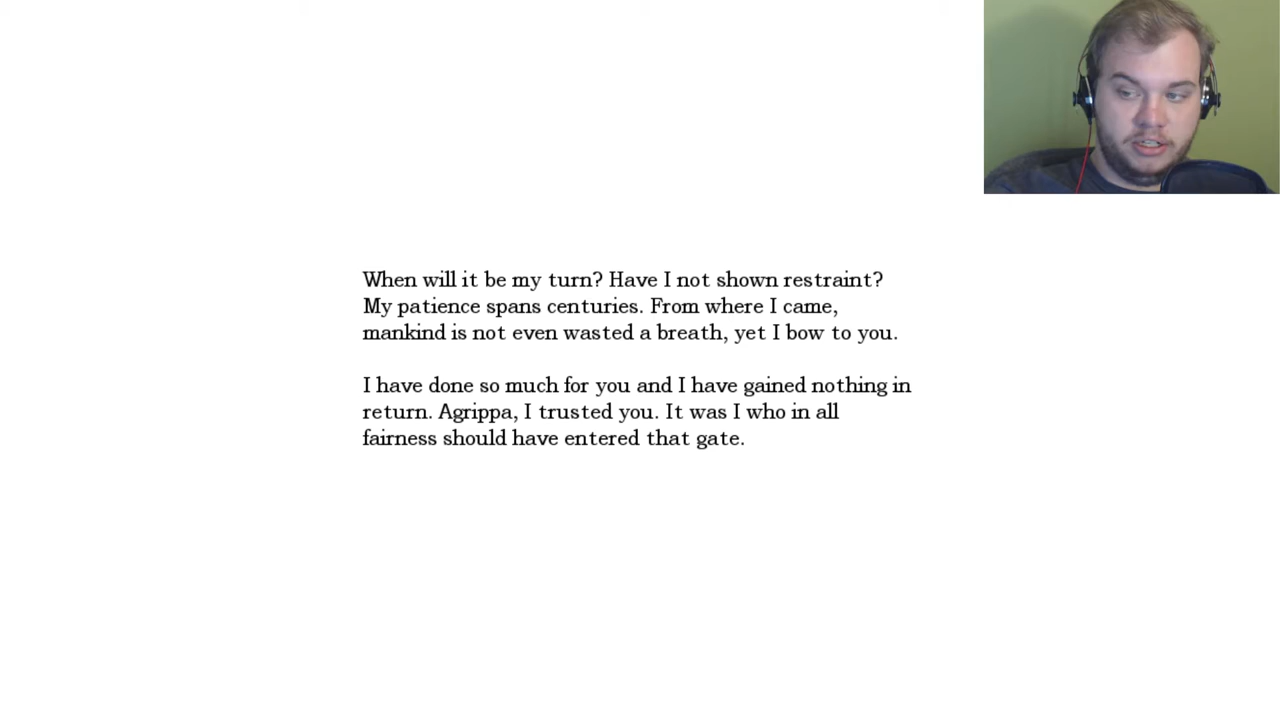 When will it be my turn? Have I not shown restraint?
My patience spans centuries. From where I came,
mankind is not even wasted a breath, yet I bow to you.
I have done so much for you and I have gained nothing in
return. Agrippa, I trusted you. It was I who in all
fairness should have entered that gate.